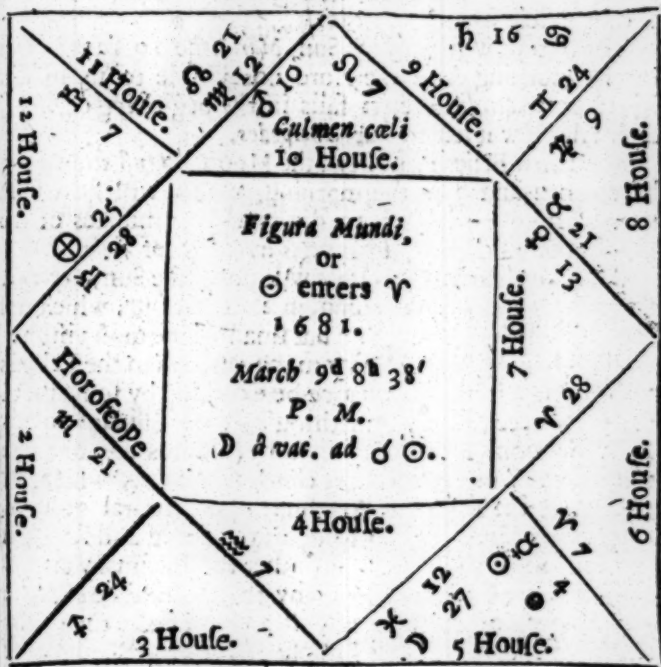 ♄ 16 ♋
11 House.
♎ 7
☊ 21
♍ 12
♂ 10
♌ 7
9 House.
♊ 24
9
Culmen cœli
10 House.
12 House.
8 House.
⊗ 25
28
♉ 21
♀ 13
Figura Mundi,
or
☉ enters ♈
1681.
March 9ᵈ 8ʰ 38′
P. M.
☽ â vac. ad ☌ ☉.
7 House.
♈ 28
Horoſcope
♏ 21
2 House.
6 House.
4 House.
♒ 7
♐ 24
3 House.
♓ 12
☽ 27
☉ ☿
7
5 House.